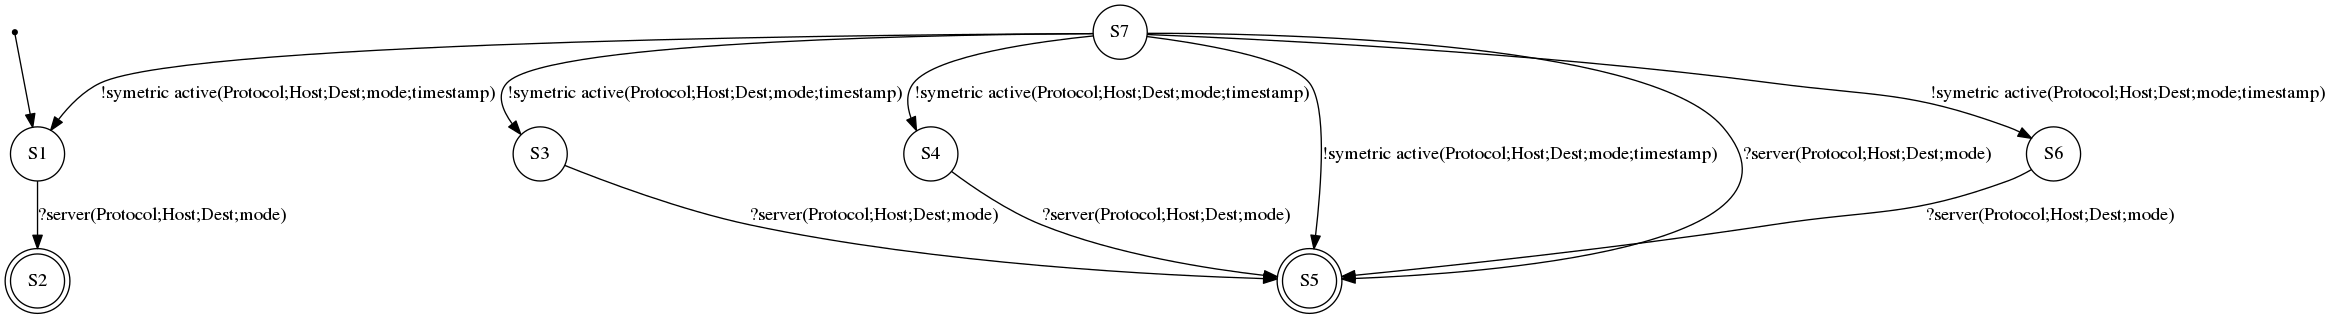 S7
!symetric active(Protocol;Host;Dest;mode;timestamp)
!symetric active(Protocol;Host;Dest;mode;timestamp)
!symetric active(Protocol;Host;Dest;mode;timestamp)
!symetric active(Protocol;Host;Dest;mode;timestamp)
S1
S3
S4
!symetric active(Protocol;Host;Dest;mode;timestamp)
?server(Protocol;Host;Dest;mode)
S6
?server(Protocol;Host;Dest;mode)
?server(Protocol;Host;Dest;mode)
?server(Protocol;Host;Dest;mode)
?server(Protocol;Host;Dest;mode)
S2
S5